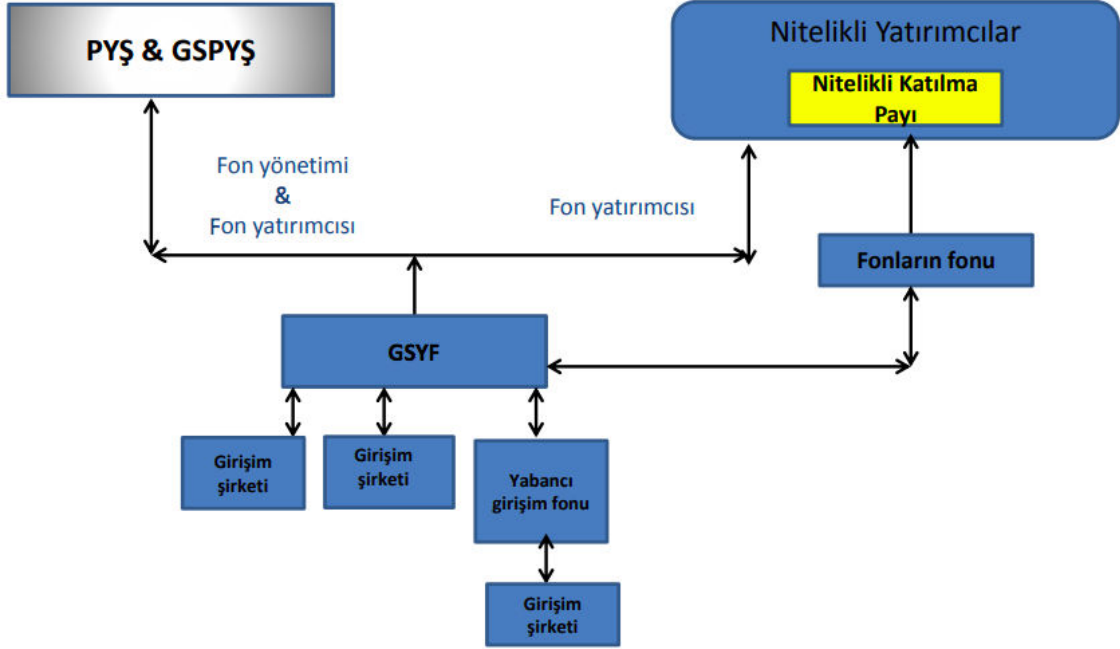 PYŞ & GSPYŞ
Nitelikli Yatırımcılar
Nitelikli Katılma
Payı
Fon yönetimi
&
Fon yatırımcısı
Fon yatırımcısı
Fonların fonu
GSYF
Girişim
şirketi
Girişim
şirketi
Yabancı
girişim fonu
Girişim
şirketi